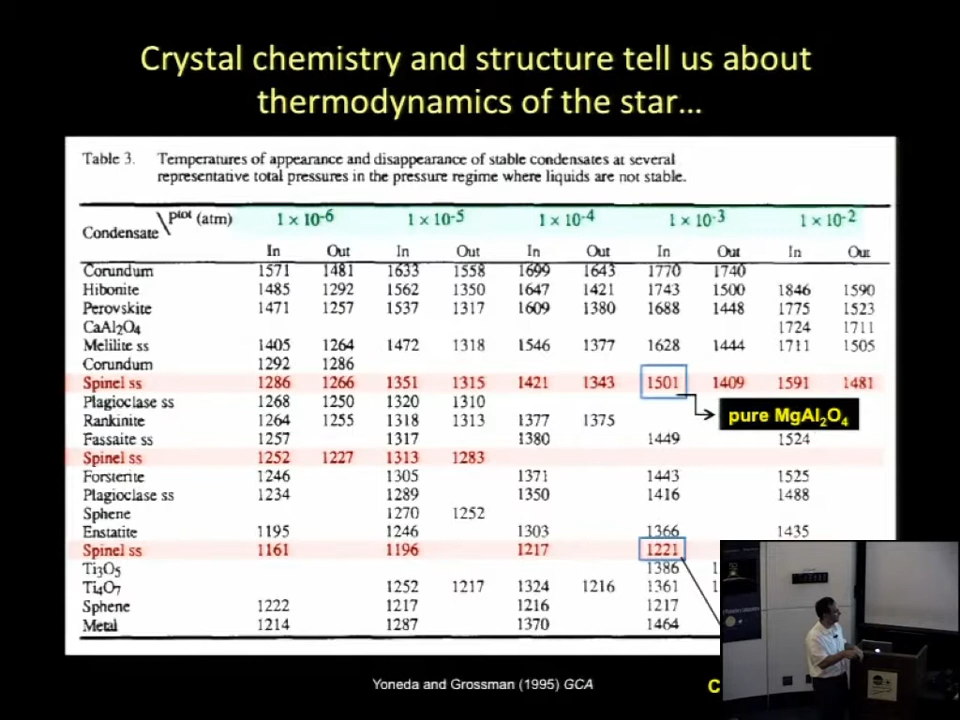 Crystal chemistry and structure tell us about
thermodynamics of the star...
Table 3. Temperatures of appearance and disappearance of stable condensates at several
representative total pressures in the pressure regime where liquids are not stable.
Condensate \ Ptot (atm) 1 x 10-6 1 x 10-5 1 x 10-4 1 x 10-3 1 x 10-2
In Out In Out In Out In Out In Out
Corundum 1571 1481 1633 1558 1699 1643 1770 1740
Hibonite 1485 1292 1562 1350 1647 1421 1743 1500 1846 1590
Perovskite 1471 1257 1537 1317 1609 1380 1688 1448 1775 1523
CaAl2O4 1724 1711
Melilite ss 1405 1264 1472 1318 1546 1377 1628 1444 1711 1505
Corundum 1292 1286
Spinel ss 1286 1266 1351 1315 1421 1343 1501 1409 1591 1481
Plagioclase ss 1268 1250 1320 1310
pure MgAl2O4
Rankinite 1264 1255 1318 1313 1377 1375
Fassaite ss 1257 1317 1380 1449 1524
Spinel ss 1252 1227 1313 1283
Forsterite 1246 1305 1371 1443 1525
Plagioclase ss 1234 1289 1350 1416 1488
Sphene 1270 1252
Enstatite 1195 1246 1303 1366 1435
Spinel ss 1161 1196 1217 1221
Ti3O5 1386 1
Ti4O7 1252 1217 1324 1216 1361 1
Sphene 1222 1217 1216 1217
Metal 1214 1287 1370 1464
Yoneda and Grossman (1995) GCA
C